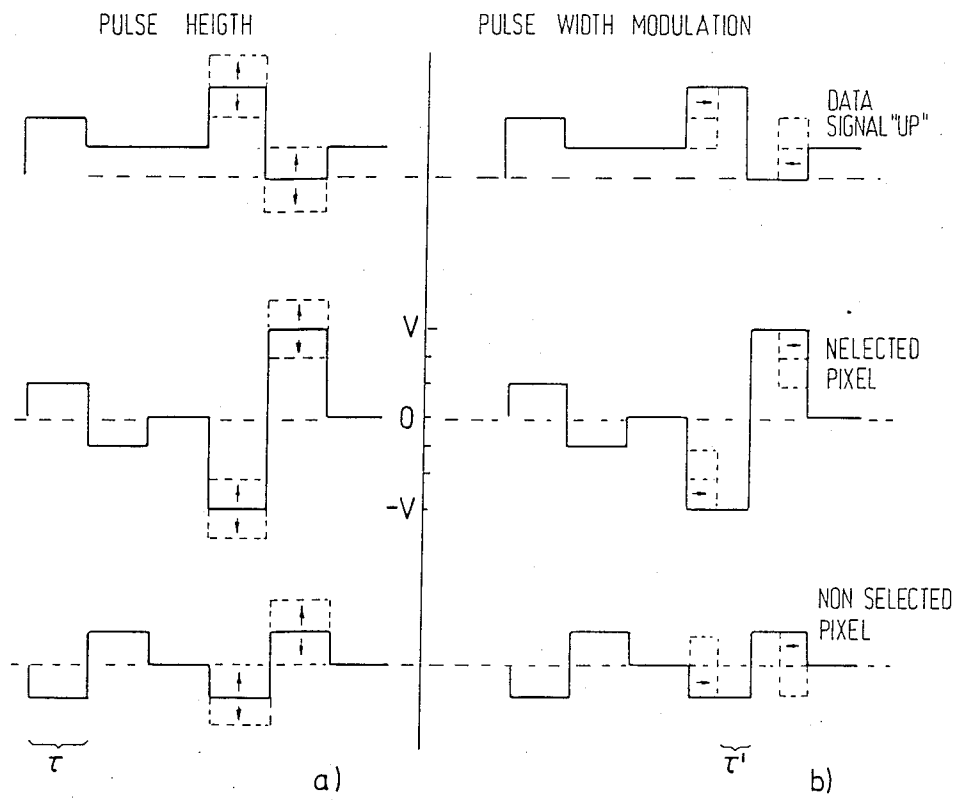 PULSE HEIGTH
PULSE WIDTH MODULATION
DATA
SIGNAL "UP"
V
0
-V
NELECTED
PIXEL
NON SELECTED
PIXEL
τ
τ'
a)
b)